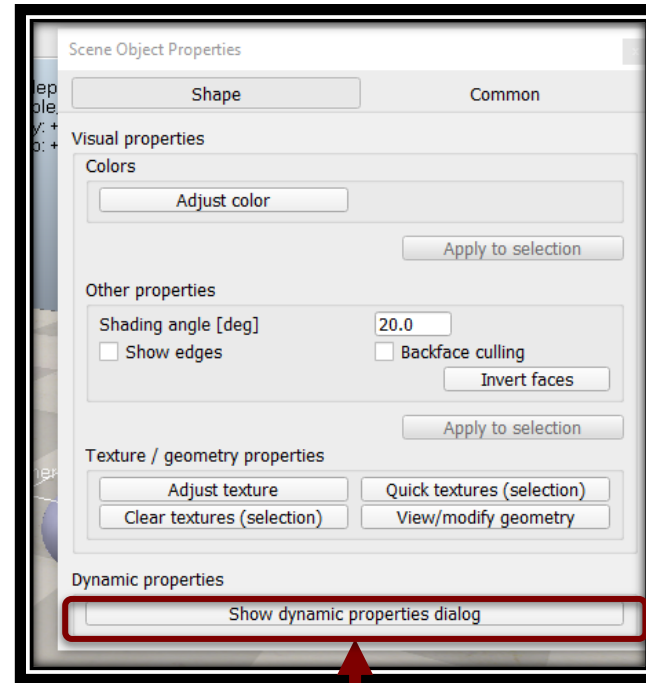 Scene Object Properties
Shape
Common
Visual properties
Colors
Adjust color
Apply to selection
Other properties
Shading angle [deg]
20.0
Show edges
Backface culling
Invert faces
Apply to selection
Texture / geometry properties
Adjust texture
Quick textures (selection)
Clear textures (selection)
View/modify geometry
Dynamic properties
Show dynamic properties dialog